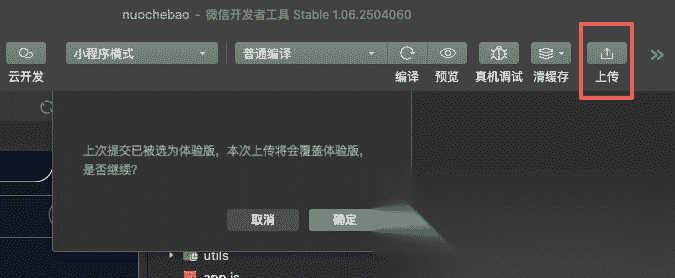 nuochebao - 微信开发者工具 Stable 1.06.2504060
小程序模式 普通编译
云开发 编译 预览 真机调试 清缓存 上传
上次提交已被选为体验版，本次上传将会覆盖体验版，
是否继续？
取消 确定
utils
app.js